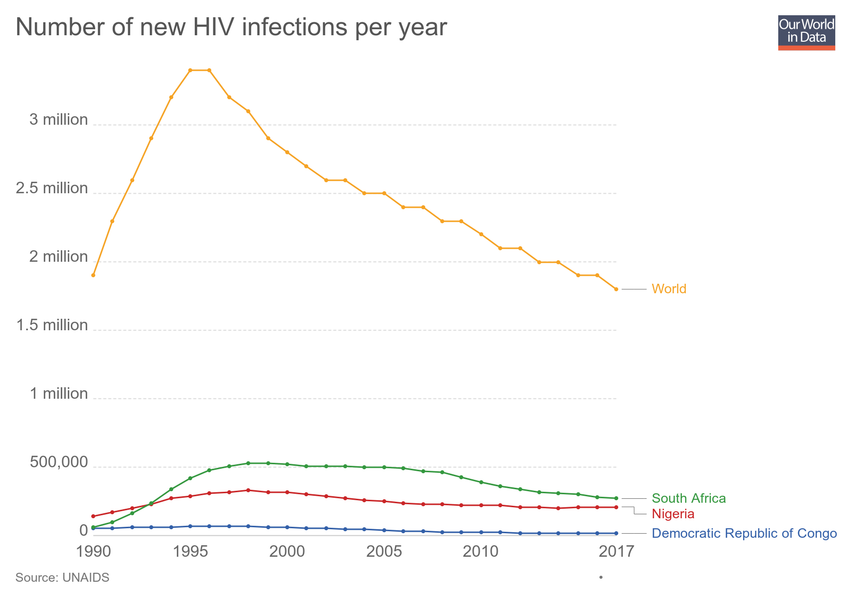 Number of new HIV infections per year
Our World
in Data
3 million
2.5 million
2 million
1.5 million
1 million
500,000
0
1990 1995 2000 2005 2010 2017
World
South Africa
Nigeria
Democratic Republic of Congo
Source: UNAIDS